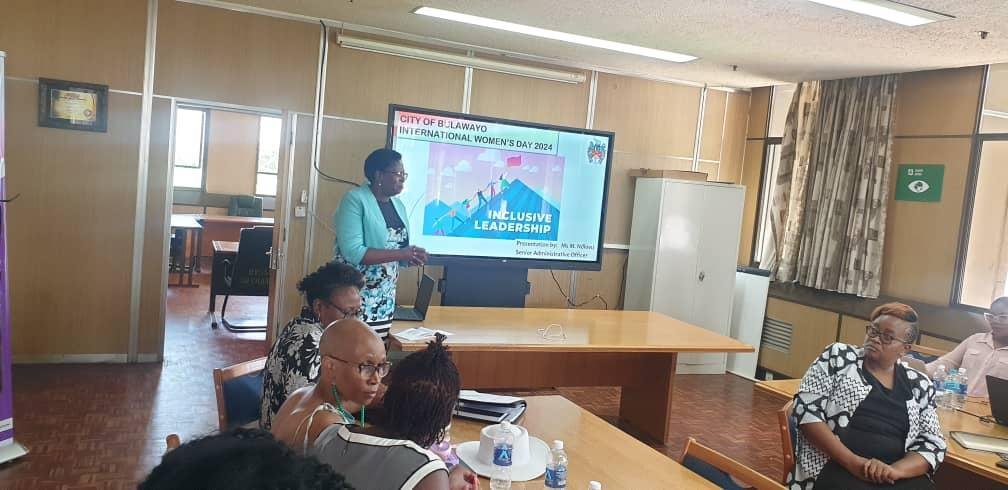 CITY OF BULAWAYO
INTERNATIONAL WOMEN'S DAY 2024
INCLUSIVE
LEADERSHIP
Presentation by: Ms M. Ndlovu
Senior Administrative Officer